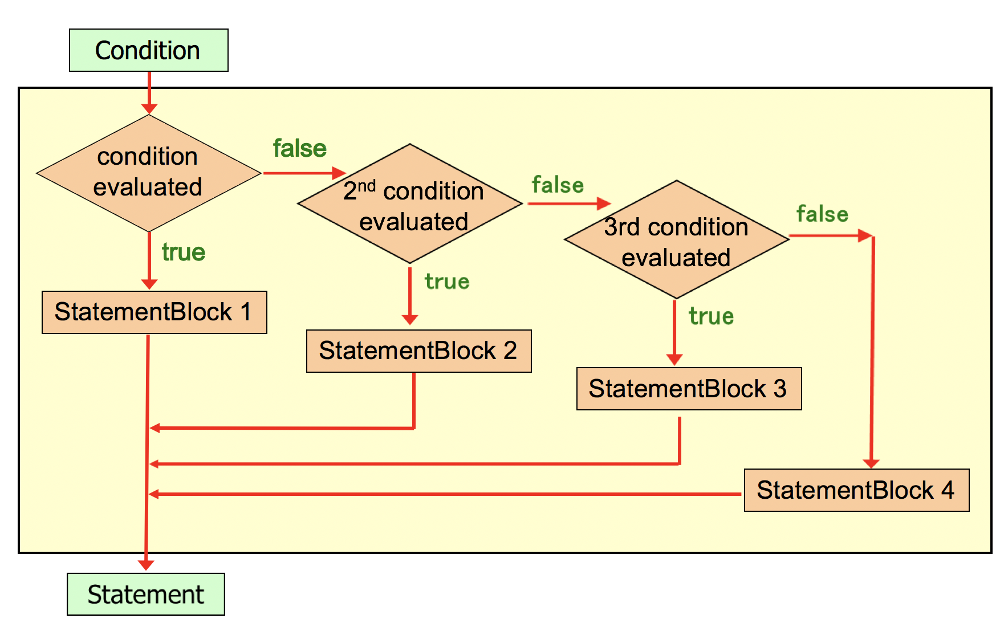 Condition
condition
evaluated
false
2nd condition
evaluated
false
3rd condition
evaluated
false
true
true
true
StatementBlock 1
StatementBlock 2
StatementBlock 3
StatementBlock 4
Statement